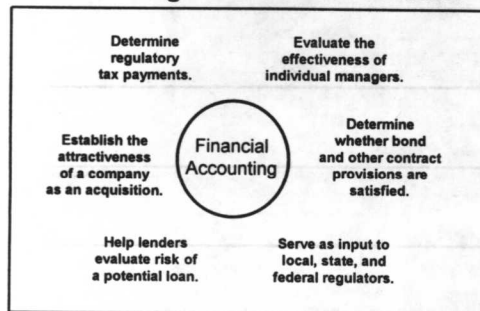 Determine
regulatory
tax payments.
Evaluate the
effectiveness of
individual managers.
Establish the
attractiveness
of a company
as an acquisition.
Financial
Accounting
Determine
whether bond
and other contract
provisions are
satisfied.
Help lenders
evaluate risk of
a potential loan.
Serve as input to
local, state, and
federal regulators.